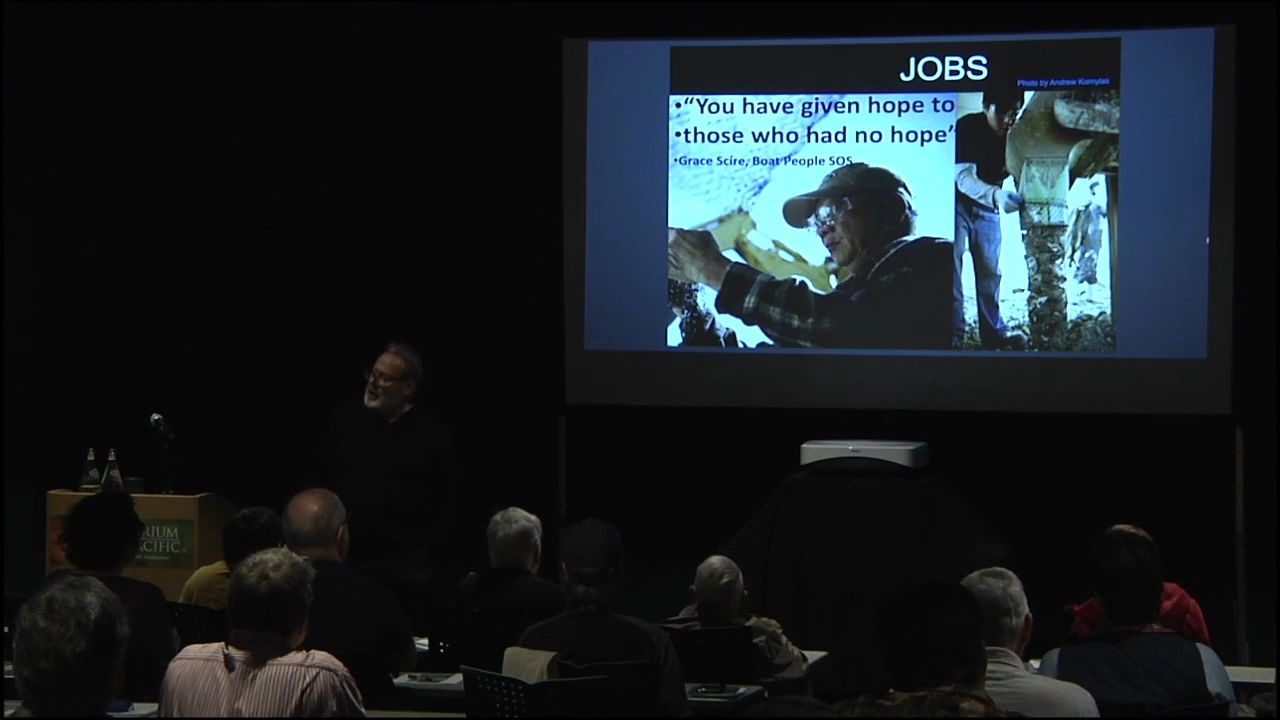 JOBS
Photo by Andrew Kornylak
•“You have given hope to
•those who had no hope”
•Grace Scire, Boat People SOS
RIUM
CIFIC